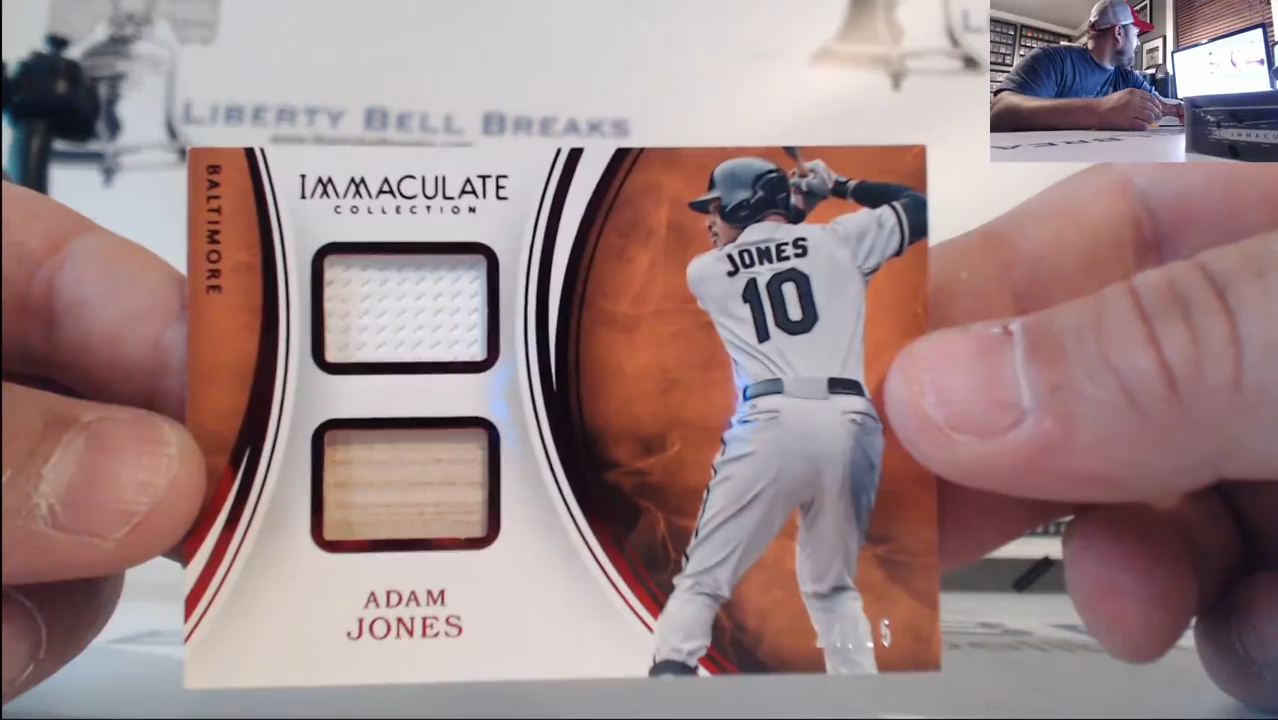 LIBERTY BELL BREAKS
BALTIMORE
IMMACULATE
COLLECTION
JONES
10
ADAM
JONES